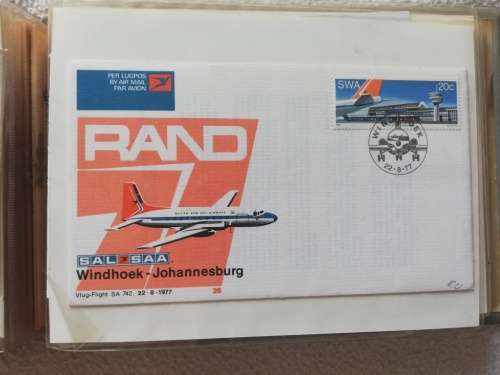 PER LUGPOS
BY AIR MAIL
PAR AVION
SWA
20c
WINDHOEK
22-8-77
RAND
SAL SAA
Windhoek - Johannesburg
Vlug-Flight SA 742, 22-8-1977
26